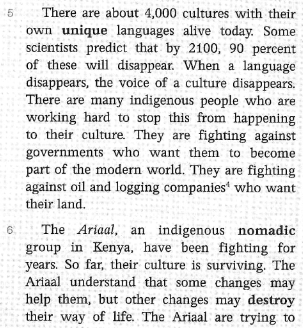 5 There are about 4,000 cultures with their
own unique languages alive today. Some
scientists predict that by 2100, 90 percent
of these will disappear. When a language
disappears, the voice of a culture disappears.
There are many indigenous people who are
working hard to stop this from happening
to their culture. They are fighting against
governments who want them to become
part of the modern world. They are fighting
against oil and logging companies⁴ who want
their land.
6 The Ariaal, an indigenous nomadic
group in Kenya, have been fighting for
years. So far, their culture is surviving. The
Ariaal understand that some changes may
help them, but other changes may destroy
their way of life. The Ariaal are trying to